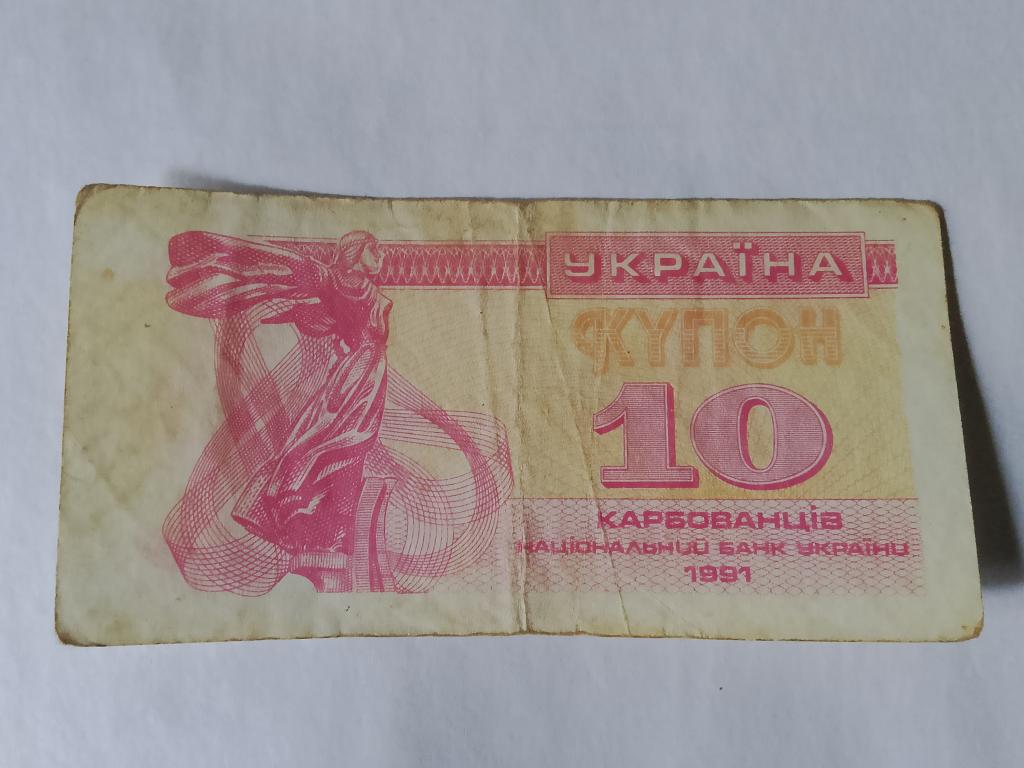 УКРАЇНА
КУПОН
10
КАРБОВАНЦІВ
НАЦІОНАЛЬНИЙ БАНК УКРАЇНИ
1991